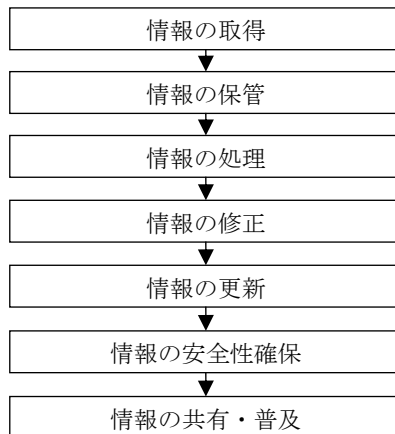 情報の取得
情報の保管
情報の処理
情報の修正
情報の更新
情報の安全性確保
情報の共有・普及